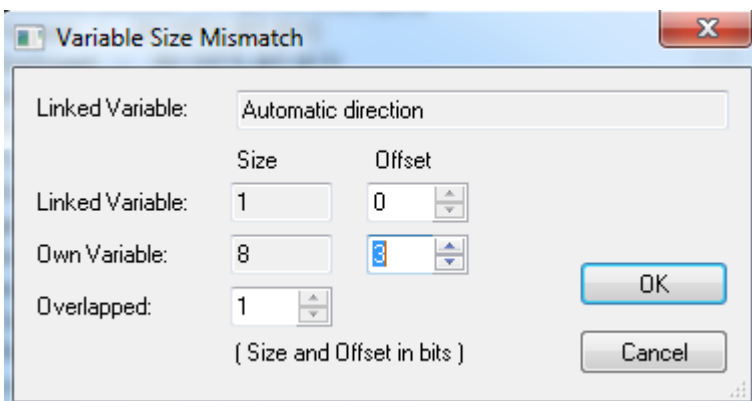 Variable Size Mismatch
Linked Variable: Automatic direction
Size Offset
Linked Variable: 1 0
Own Variable: 8 3
OK
Overlapped: 1
( Size and Offset in bits ) Cancel